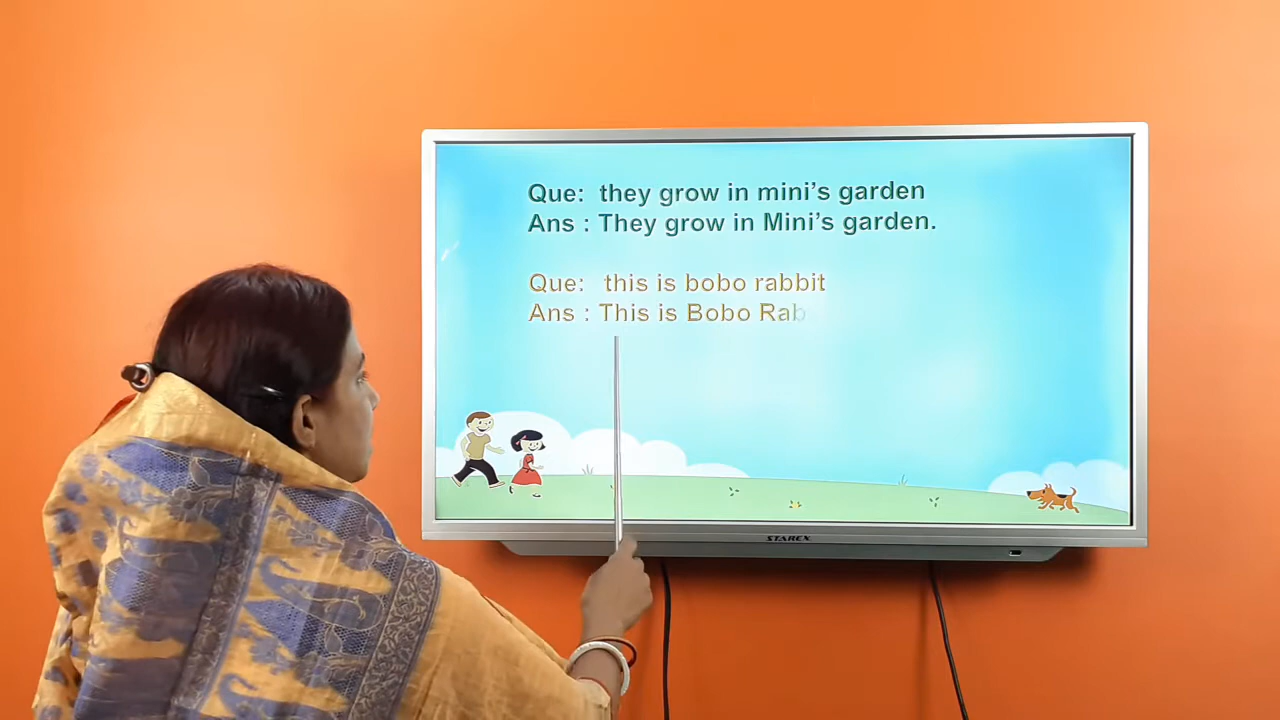 Que: they grow in mini's garden
Ans : They grow in Mini's garden.
Que: this is bobo rabbit
Ans : This is Bobo Rab
STAREX